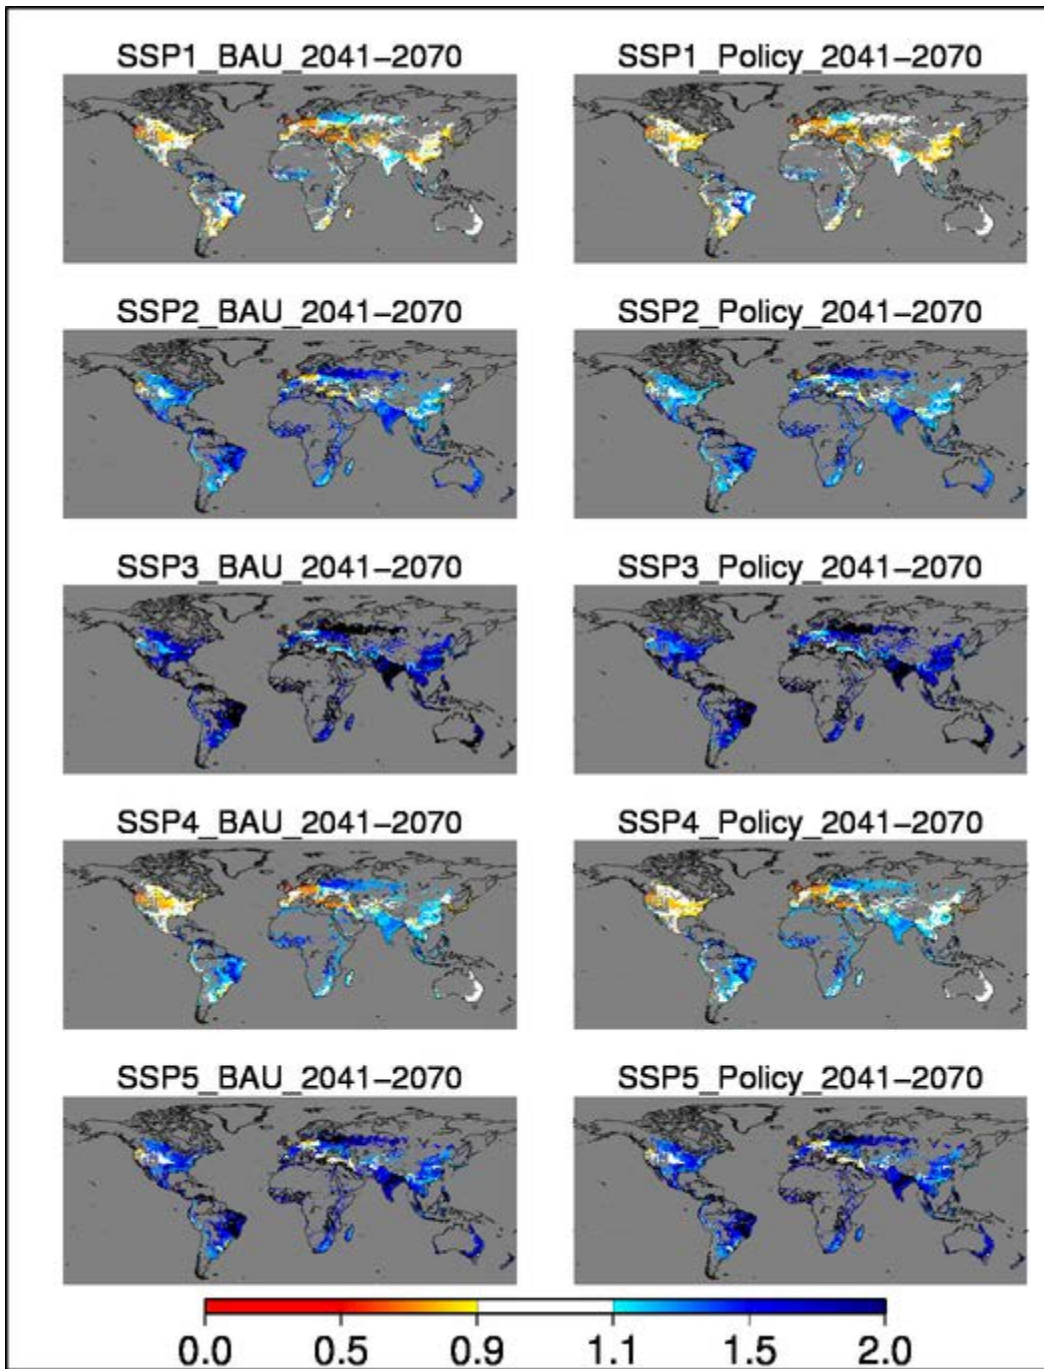 SSP1_BAU_2041-2070 SSP1_Policy_2041-2070
SSP2_BAU_2041-2070 SSP2_Policy_2041-2070
SSP3_BAU_2041-2070 SSP3_Policy_2041-2070
SSP4_BAU_2041-2070 SSP4_Policy_2041-2070
SSP5_BAU_2041-2070 SSP5_Policy_2041-2070
0.0 0.5 0.9 1.1 1.5 2.0